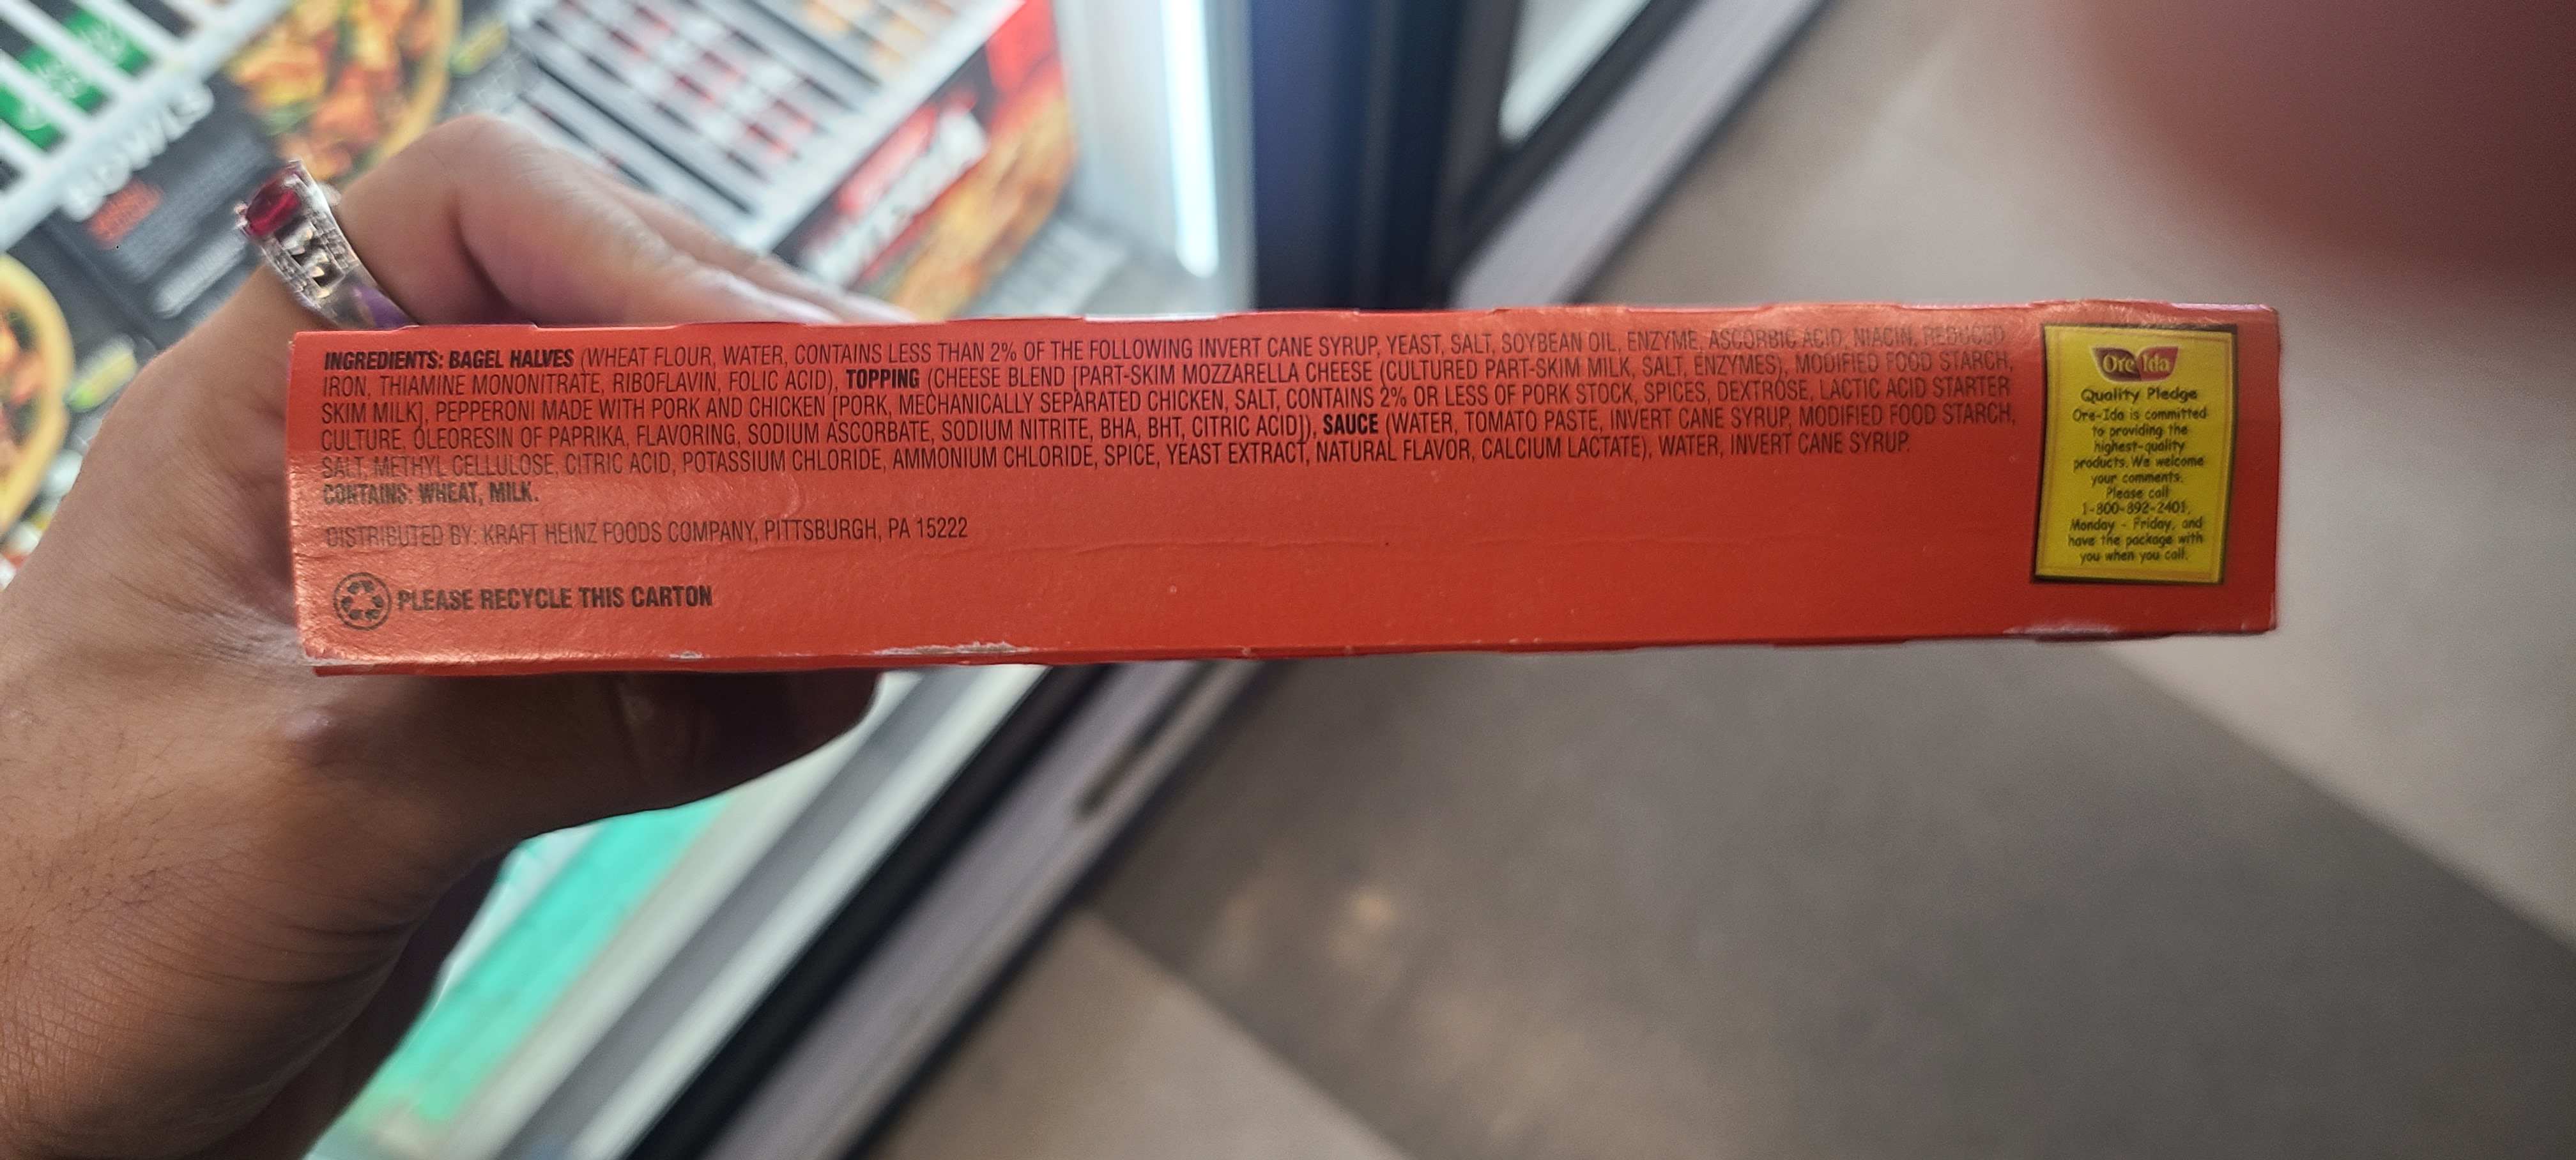 BOWLS
INGREDIENTS: BAGEL HALVES (WHEAT FLOUR, WATER, CONTAINS LESS THAN 2% OF THE FOLLOWING INVERT CANE SYRUP, YEAST, SALT, SOYBEAN OIL, ENZYME, ASCORBIC ACID, NIACIN, REDUCED
IRON, THIAMINE MONONITRATE, RIBOFLAVIN, FOLIC ACID), TOPPING (CHEESE BLEND [PART-SKIM MOZZARELLA CHEESE (CULTURED PART-SKIM MILK, SALT, ENZYMES), MODIFIED FOOD STARCH,
SKIM MILK], PEPPERONI MADE WITH PORK AND CHICKEN [PORK, MECHANICALLY SEPARATED CHICKEN, SALT, CONTAINS 2% OR LESS OF PORK STOCK, SPICES, DEXTROSE, LACTIC ACID STARTER
CULTURE, OLEORESIN OF PAPRIKA, FLAVORING, SODIUM ASCORBATE, SODIUM NITRITE, BHA, BHT, CITRIC ACID]), SAUCE (WATER, TOMATO PASTE, INVERT CANE SYRUP, MODIFIED FOOD STARCH,
SALT, METHYL CELLULOSE, CITRIC ACID, POTASSIUM CHLORIDE, AMMONIUM CHLORIDE, SPICE, YEAST EXTRACT, NATURAL FLAVOR, CALCIUM LACTATE), WATER, INVERT CANE SYRUP.
CONTAINS: WHEAT, MILK.
DISTRIBUTED BY: KRAFT HEINZ FOODS COMPANY, PITTSBURGH, PA 15222
PLEASE RECYCLE THIS CARTON
Ore Ida
Quality Pledge
Ore-Ida is committed
to providing the
highest-quality
products. We welcome
your comments.
Please call
1-800-892-2401,
Monday - Friday, and
have the package with
you when you call.